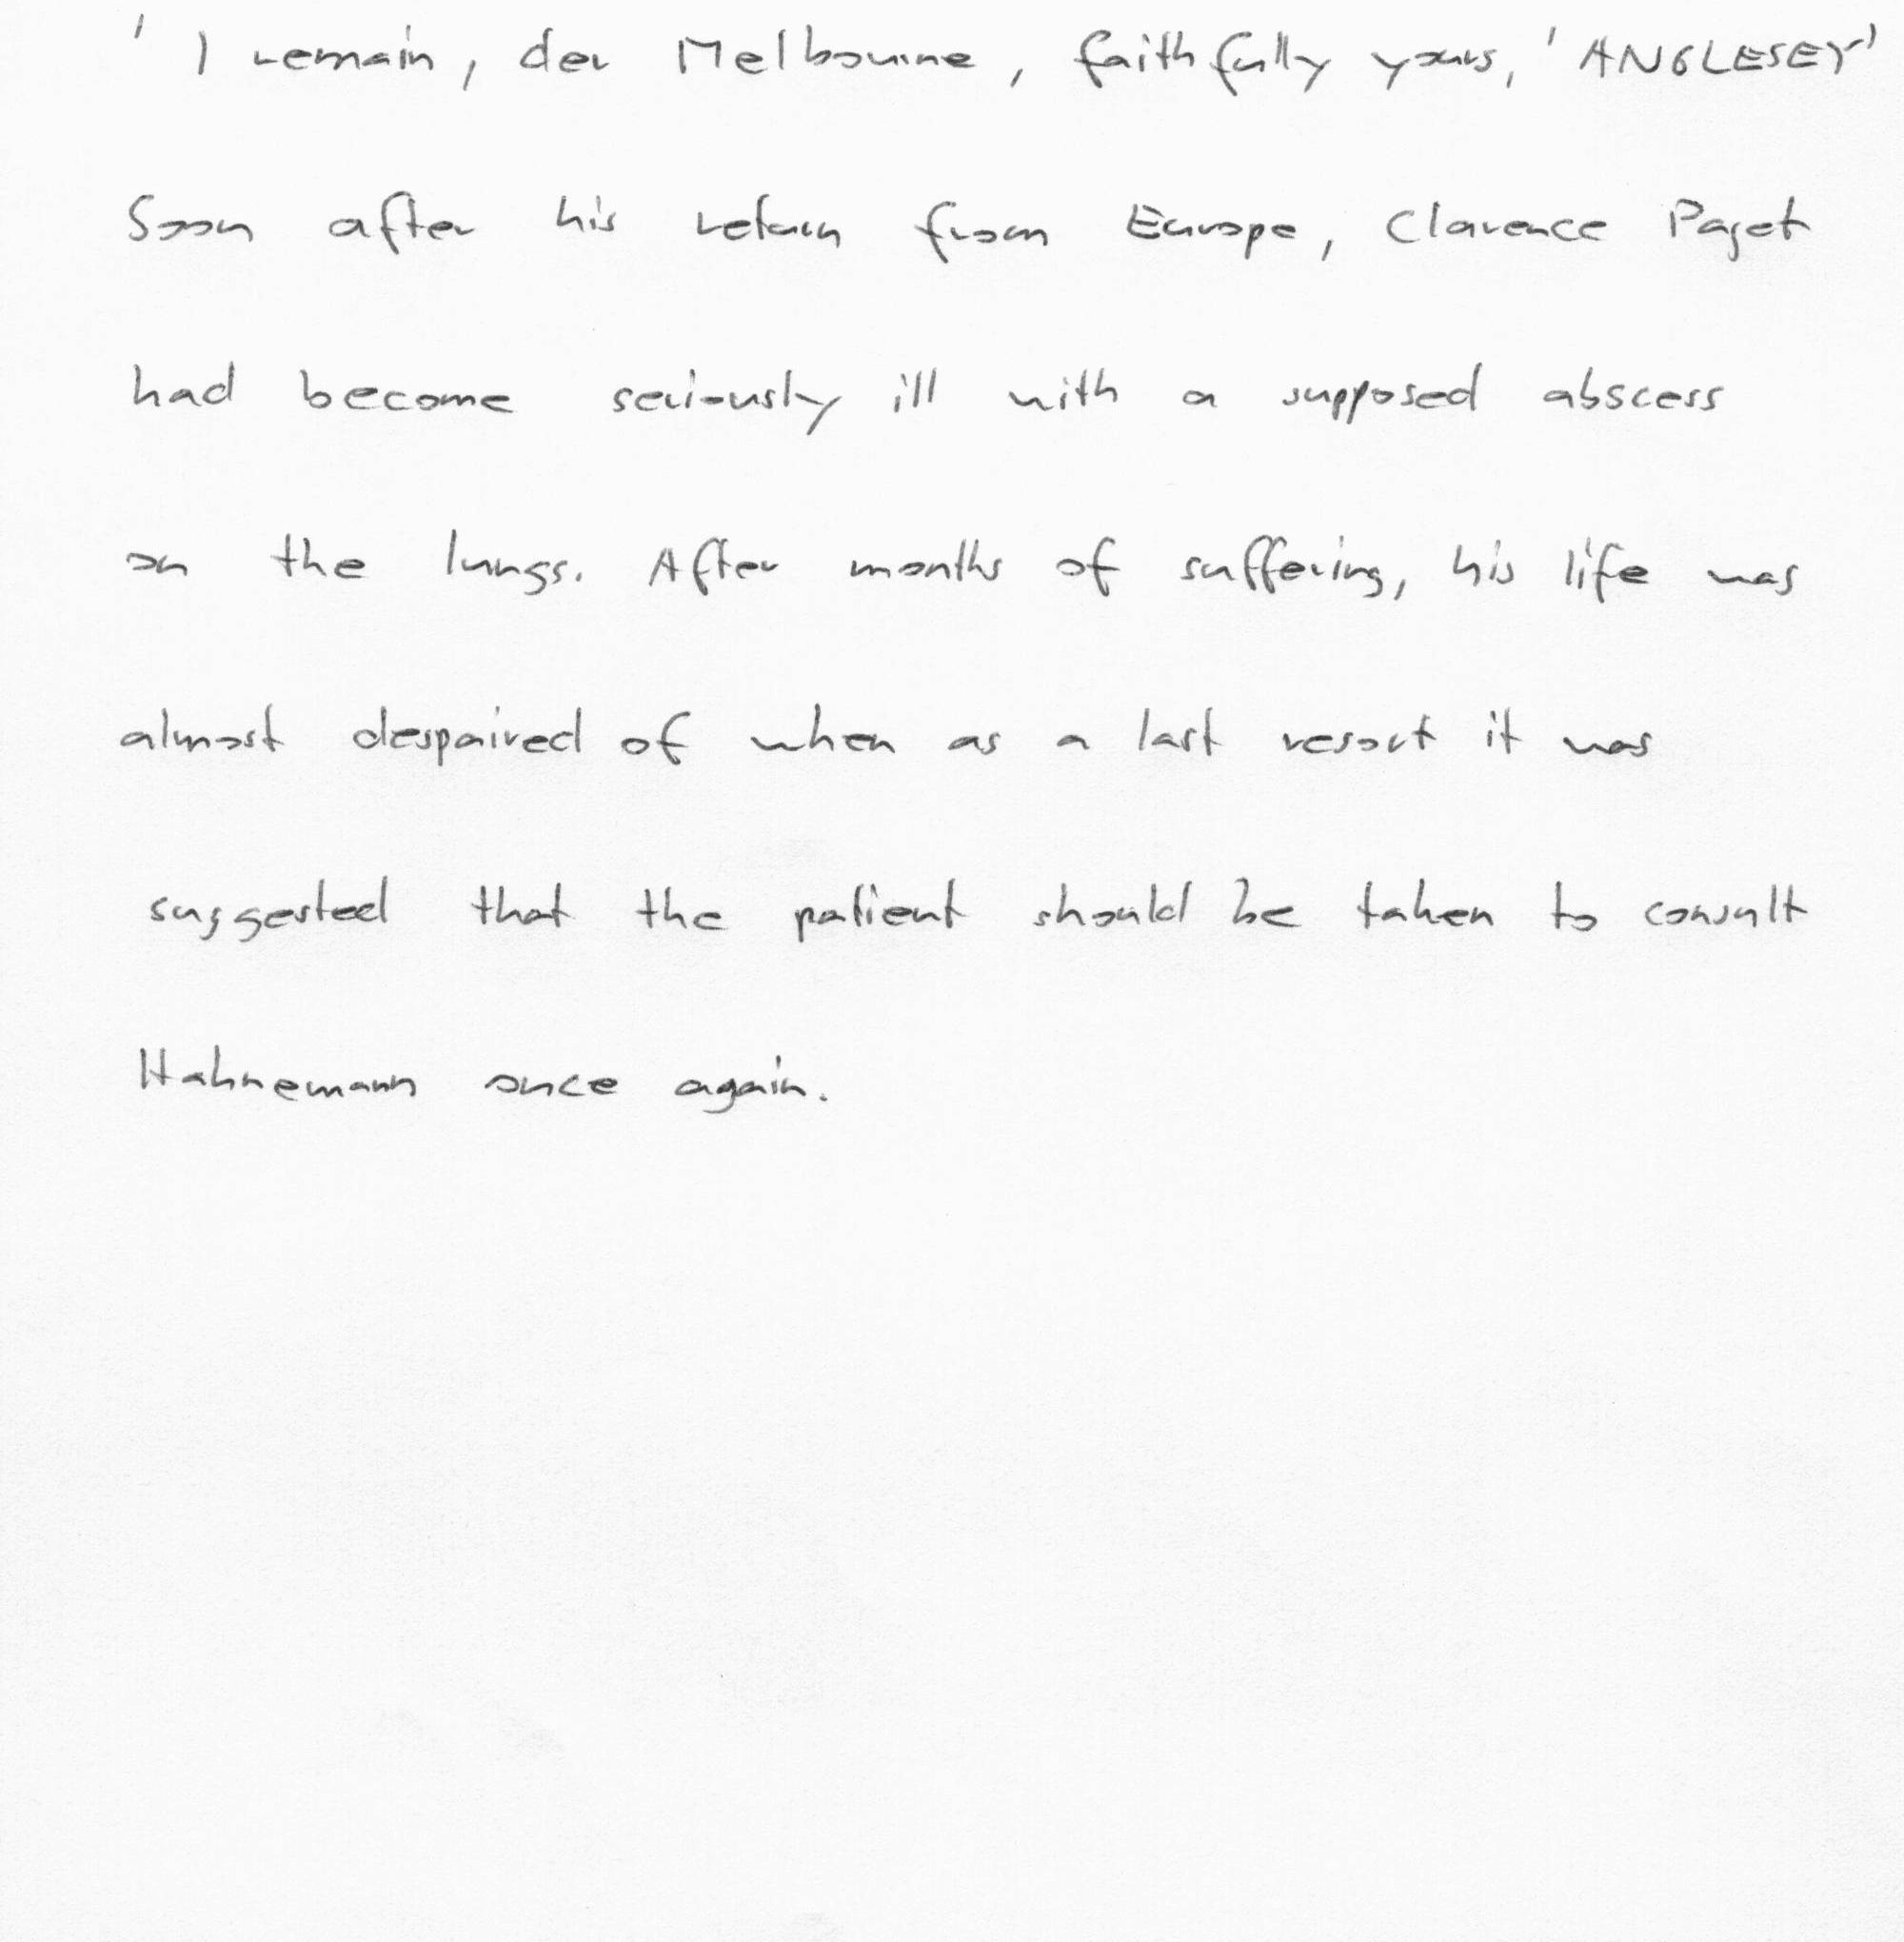 ' I remain, der Melbourne, faithfully yours, 'ANGLESEY'
Soon after his return from Europe, Clarence Paget
had become seriously ill with a supposed abscess
on the lungs. After months of suffering, his life was
almost despaired of when as a last resort it was
suggested that the patient should be taken to consult
Hahnemann once again.